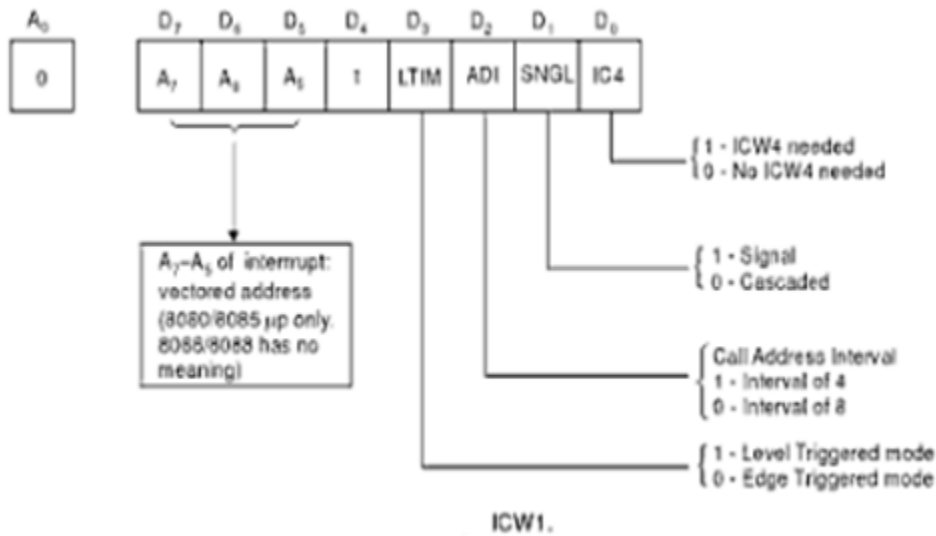 A₀ D₇ D₆ D₅ D₄ D₃ D₂ D₁ D₀
0 A₇ A₆ A₅ 1 LTIM ADI SNGL IC4
1 - ICW4 needed
0 - No ICW4 needed
A₇–A₅ of interrupt:
vectored address
(8080/8085 μp only.
8086/8088 has no
meaning)
1 - Signal
0 - Cascaded
Call Address Interval
1 - Interval of 4
0 - Interval of 8
1 - Level Triggered mode
0 - Edge Triggered mode
ICW1.